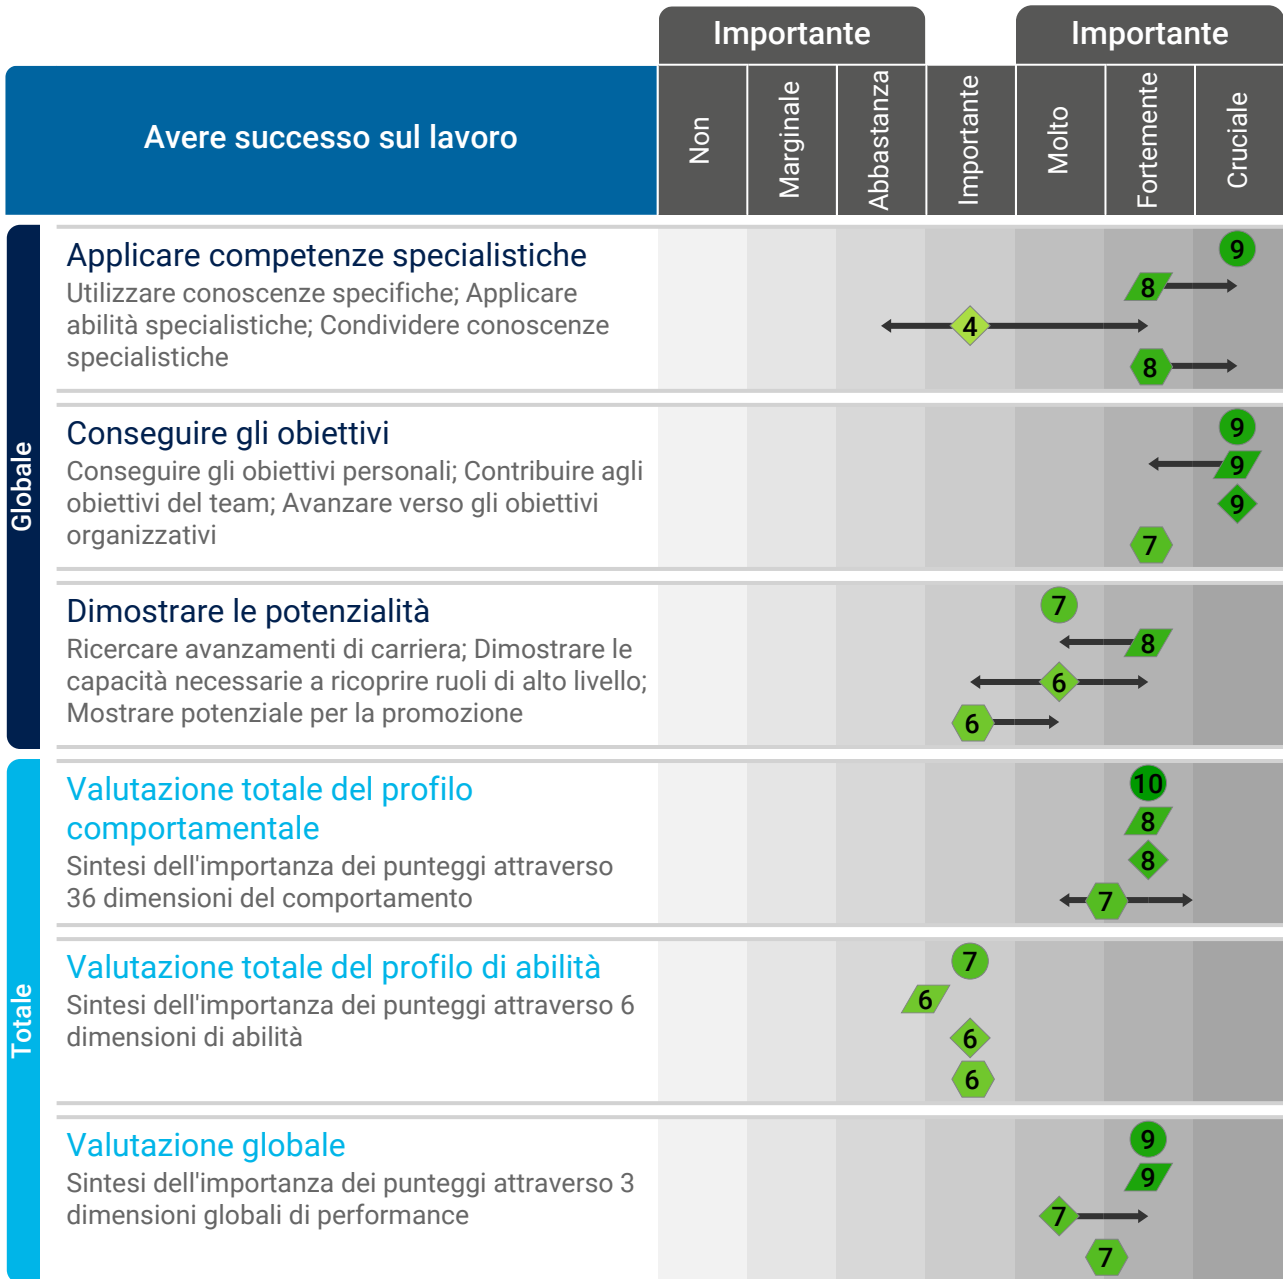 Importante
Importante
Avere successo sul lavoro
Non
Marginale
Abbastanza
Importante
Molto
Fortemente
Cruciale
Globale
Applicare competenze specialistiche
Utilizzare conoscenze specifiche; Applicare
abilità specialistiche; Condividere conoscenze
specialistiche
9
8
4
8
Conseguire gli obiettivi
Conseguire gli obiettivi personali; Contribuire agli
obiettivi del team; Avanzare verso gli obiettivi
organizzativi
9
9
9
7
Dimostrare le potenzialità
Ricercare avanzamenti di carriera; Dimostrare le
capacità necessarie a ricoprire ruoli di alto livello;
Mostrare potenziale per la promozione
7
8
6
6
Totale
Valutazione totale del profilo
comportamentale
Sintesi dell'importanza dei punteggi attraverso
36 dimensioni del comportamento
10
8
8
7
Valutazione totale del profilo di abilità
Sintesi dell'importanza dei punteggi attraverso 6
dimensioni di abilità
7
6
6
6
Valutazione globale
Sintesi dell'importanza dei punteggi attraverso 3
dimensioni globali di performance
9
9
7
7